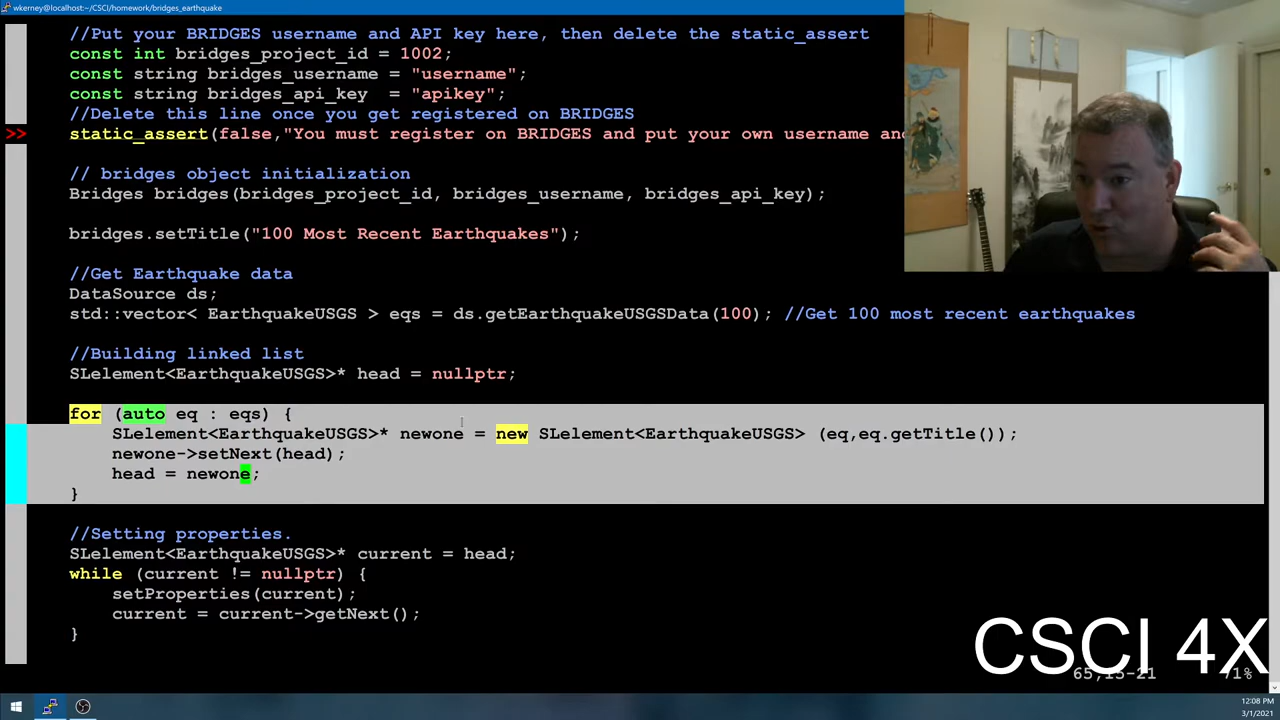 wkerney@localhost:~/CSCI/homework/bridges_earthquake
//Put your BRIDGES username and API key here, then delete the static_assert
const int bridges_project_id = 1002;
const string bridges_username = "username";
const string bridges_api_key  = "apikey";
//Delete this line once you get registered on BRIDGES
>> static_assert(false,"You must register on BRIDGES and put your own username an
// bridges object initialization
Bridges bridges(bridges_project_id, bridges_username, bridges_api_key);
bridges.setTitle("100 Most Recent Earthquakes");
//Get Earthquake data
DataSource ds;
std::vector< EarthquakeUSGS > eqs = ds.getEarthquakeUSGSData(100); //Get 100 most recent earthquakes
//Building linked list
SLelement<EarthquakeUSGS>* head = nullptr;
for (auto eq : eqs) {
SLelement<EarthquakeUSGS>* newone = new SLelement<EarthquakeUSGS> (eq,eq.getTitle());
newone->setNext(head);
head = newone;
}
//Setting properties.
SLelement<EarthquakeUSGS>* current = head;
while (current != nullptr) {
setProperties(current);
current = current->getNext();
}
CSCI 4X
71%
12:08 PM
3/1/2021